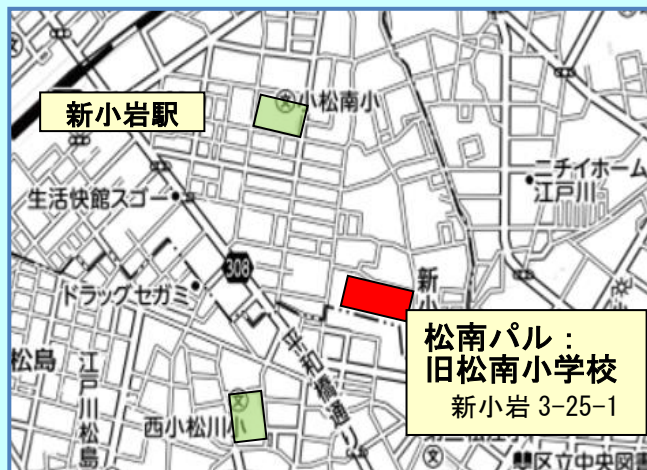 小松南小
新小岩駅
ニチイホーム
江戸川
生活快館スゴー
308
ドラッグセガミ
新小
松南パル：
旧松南小学校
新小岩 3-25-1
平和橋通り
松島
江戸川松島
西小松川小
区立中央図書